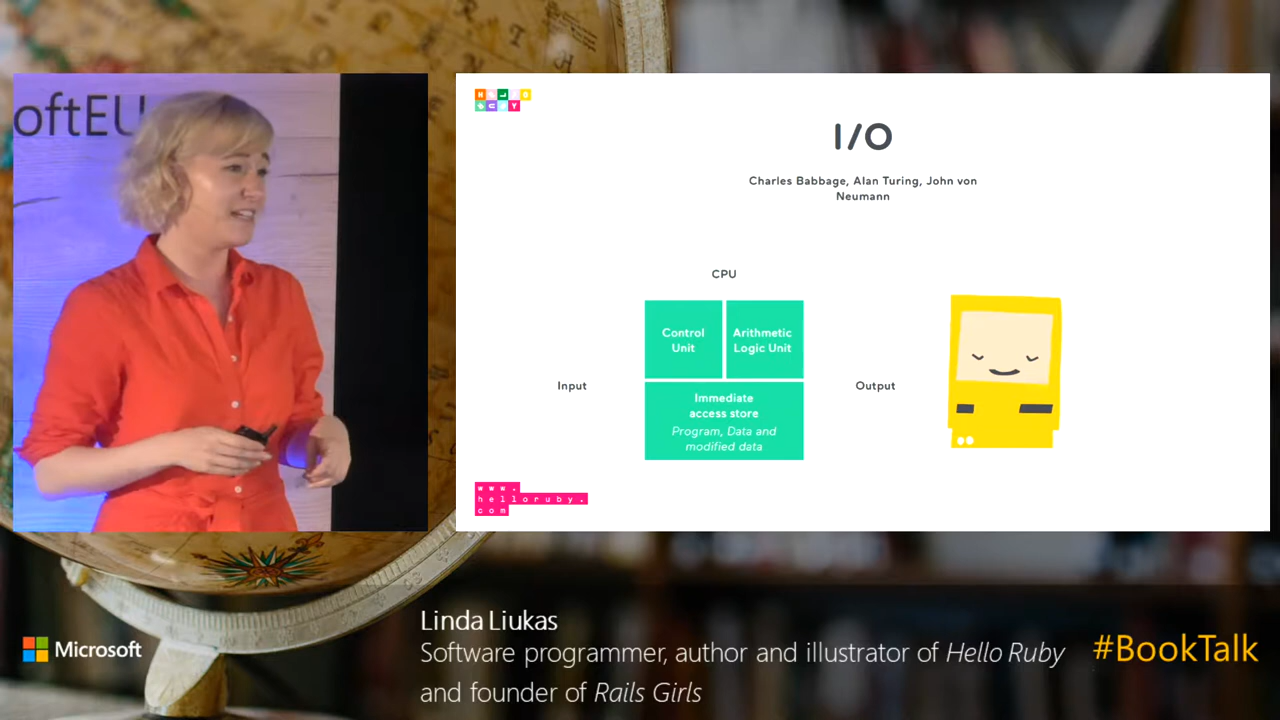 oftEU
HELLO
RUBY
I/O
Charles Babbage, Alan Turing, John von
Neumann
CPU
Control
Unit
Arithmetic
Logic Unit
Input
Immediate
access store
Program, Data and
modified data
Output
www.
helloruby.
com
Linda Liukas
Software programmer, author and illustrator of Hello Ruby
and founder of Rails Girls
Microsoft
#BookTalk